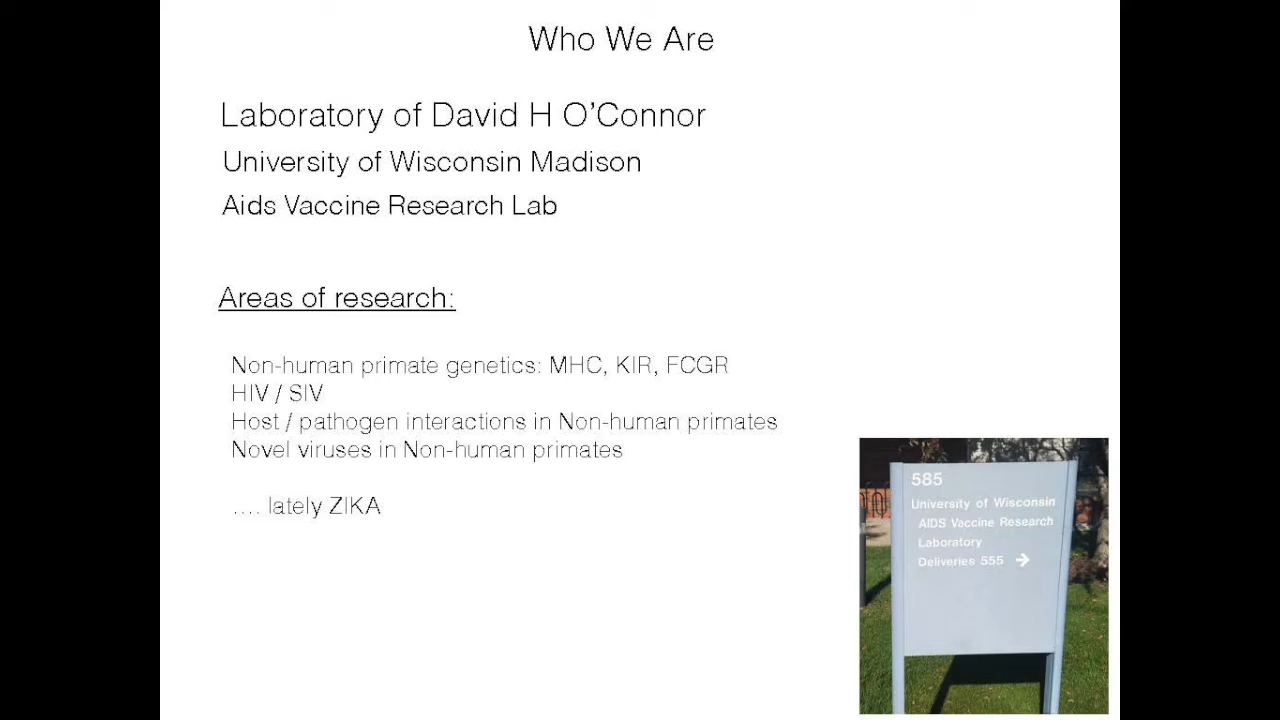 Who We Are
Laboratory of David H O'Connor
University of Wisconsin Madison
Aids Vaccine Research Lab
Areas of research:
Non-human primate genetics: MHC, KIR, FCGR
HIV / SIV
Host / pathogen interactions in Non-human primates
Novel viruses in Non-human primates
.... lately ZIKA
585
University of Wisconsin
AIDS Vaccine Research
Laboratory
Deliveries 555 →